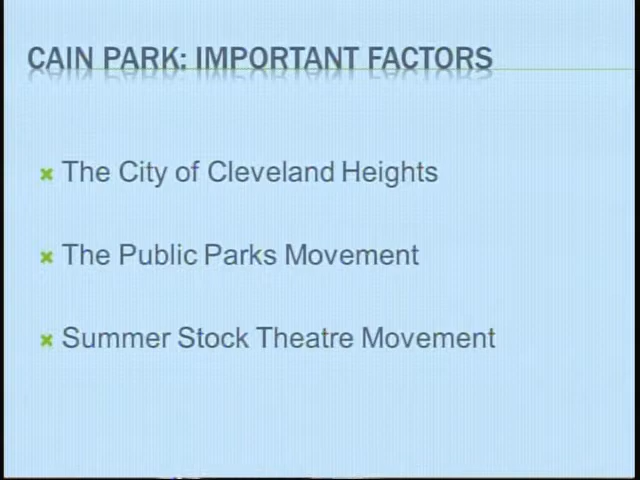 CAIN PARK: IMPORTANT FACTORS
The City of Cleveland Heights
The Public Parks Movement
Summer Stock Theatre Movement